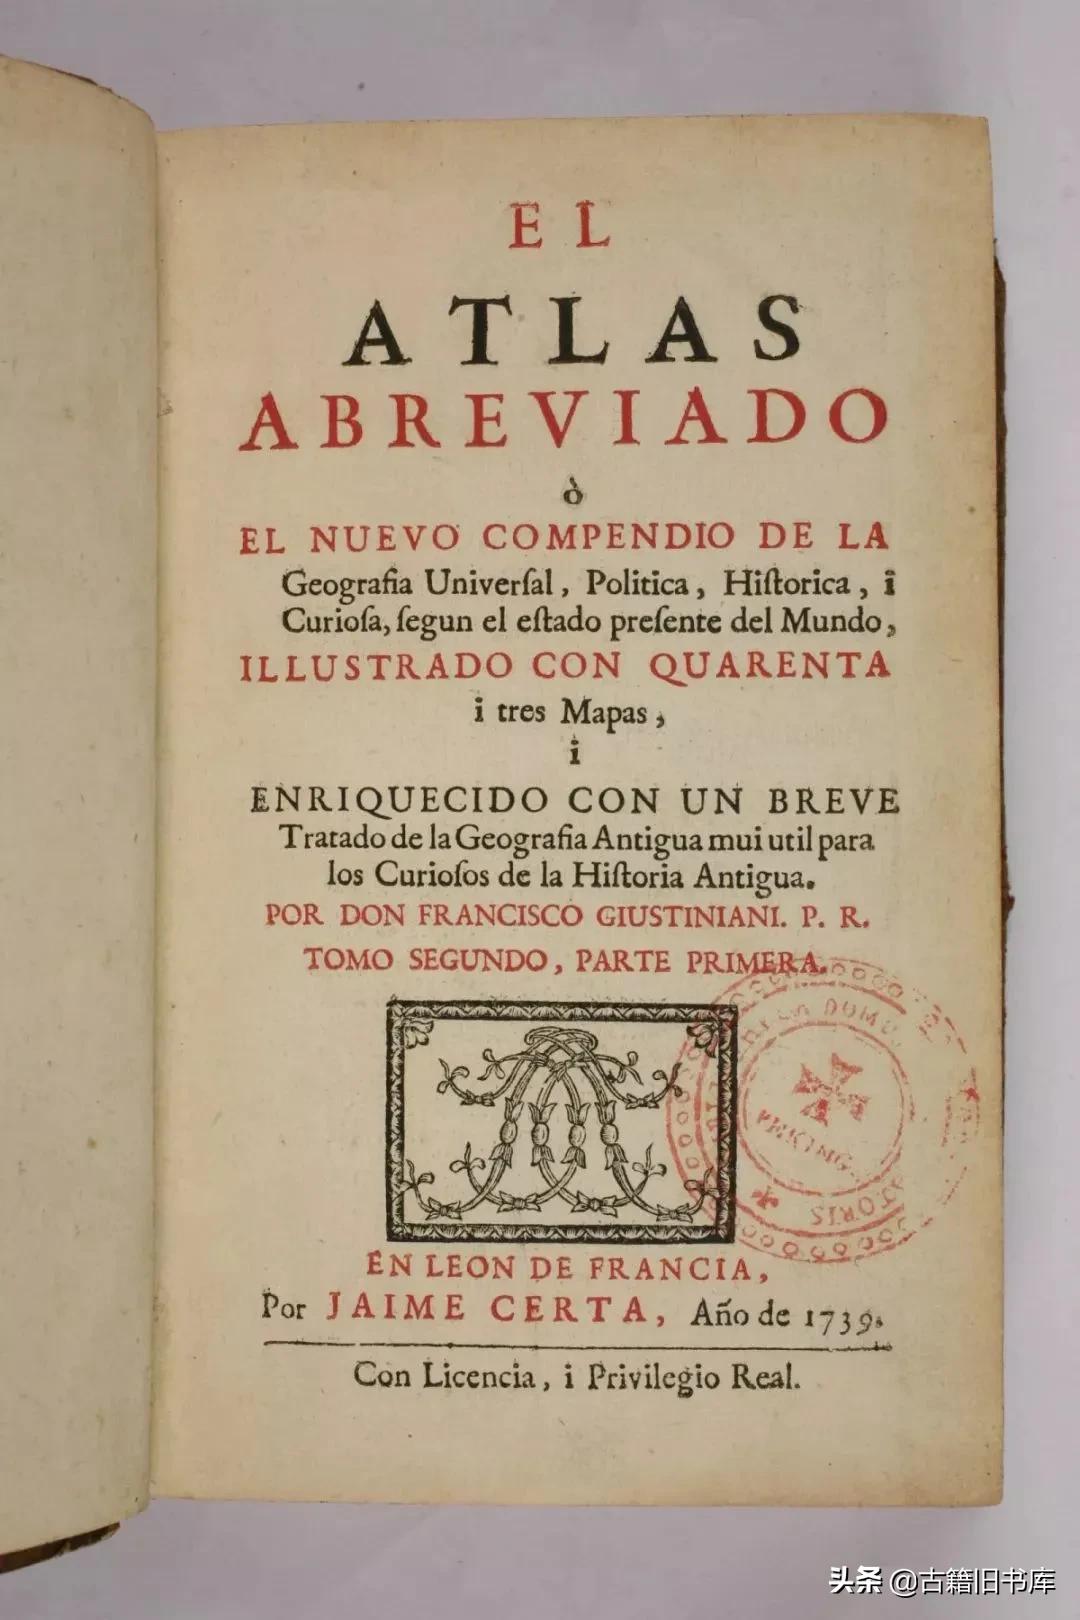 EL
ATLAS
ABREVIADO
ò
EL NUEVO COMPENDIO DE LA
Geografia Univerſal, Politica, Hiſtorica, i
Curioſa, ſegun el eſtado preſente del Mundo,
ILLUSTRADO CON QUARENTA
i tres Mapas,
i
ENRIQUECIDO CON UN BREVE
Tratado de la Geografia Antigua mui util para
los Curioſos de la Hiſtoria Antigua.
POR DON FRANCISCO GIUSTINIANI. P. R.
TOMO SEGUNDO, PARTE PRIMERA.
DOMU
PEKING
EN LEON DE FRANCIA,
Por JAIME CERTA, Año de 1739.
Con Licencia, i Privilegio Real.
头条 @古籍旧书库